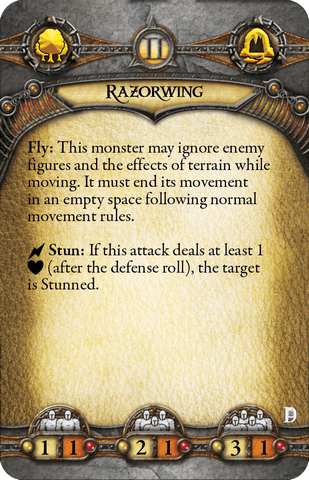 II
RAZORWING
Fly: This monster may ignore enemy
figures and the effects of terrain while
moving. It must end its movement
in an empty space following normal
movement rules.
Stun: If this attack deals at least 1
(after the defense roll), the target
is Stunned.
D
1 1 2 1 3 1